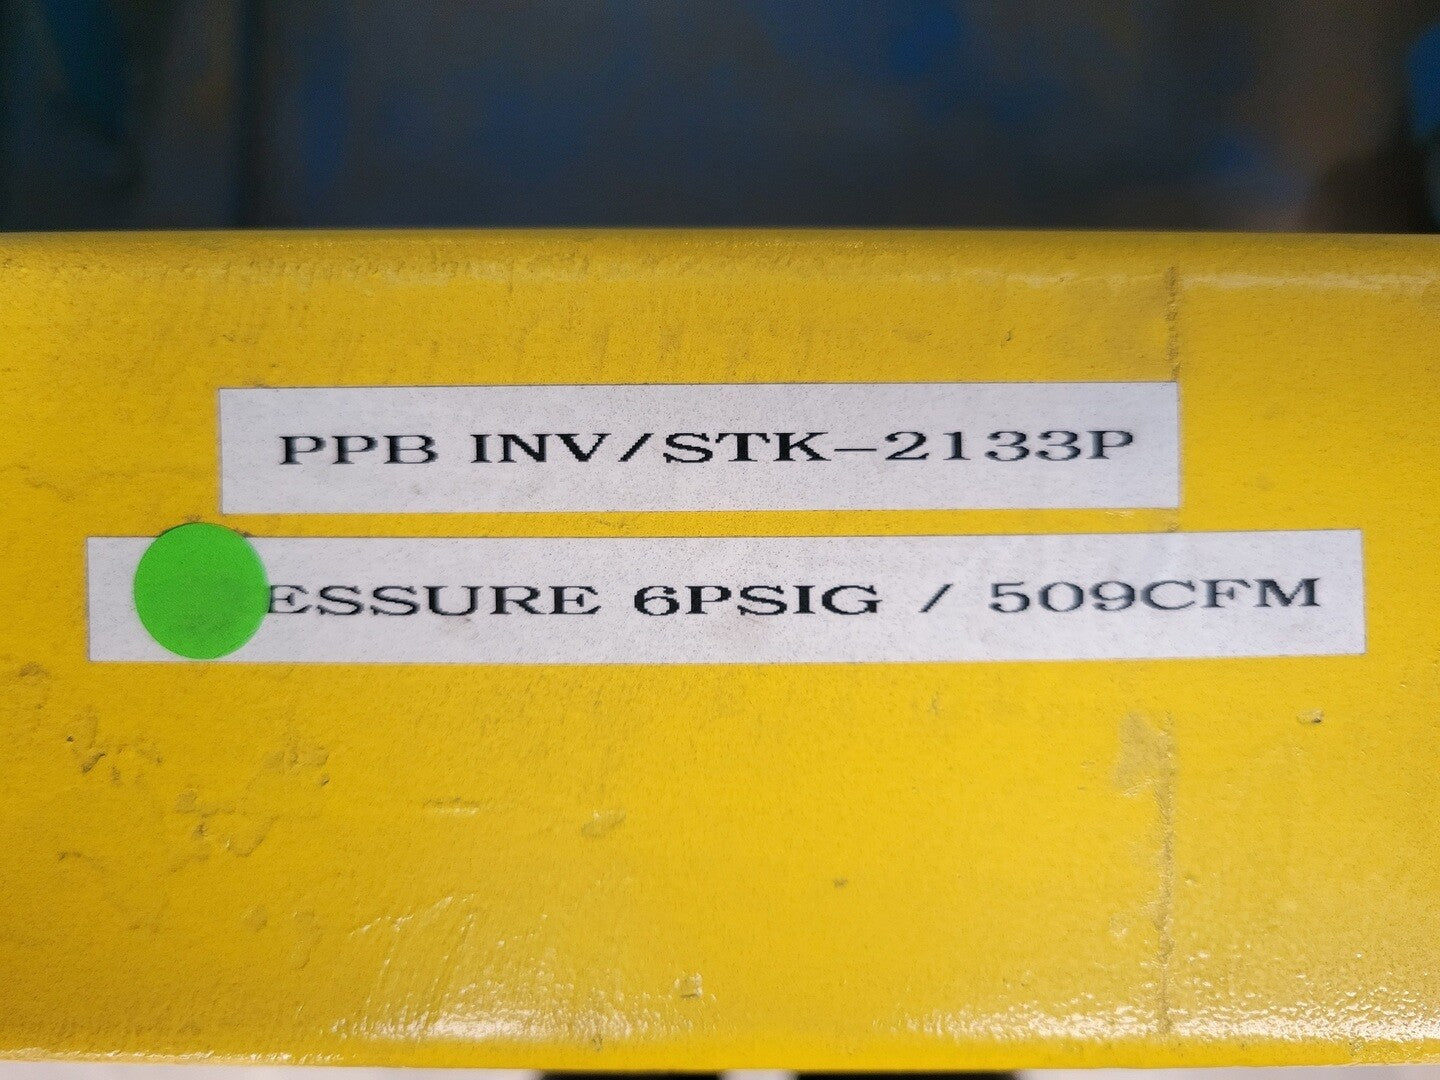 PPB INV/STK-2133P
ESSURE 6PSIG / 509CFM